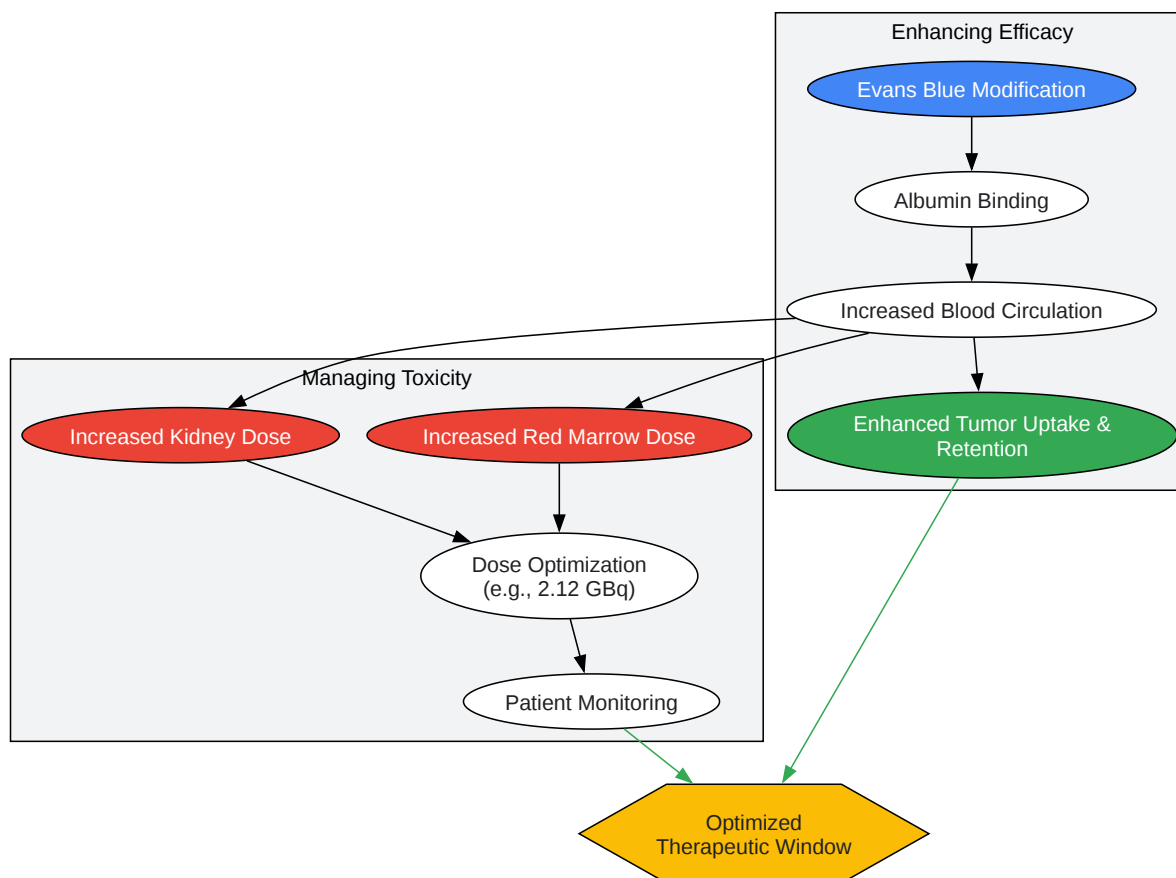 Enhancing Efficacy
Evans Blue Modification
Albumin Binding
Increased Blood Circulation
Managing Toxicity
Increased Kidney Dose
Increased Red Marrow Dose
Enhanced Tumor Uptake &
Retention
Dose Optimization
(e.g., 2.12 GBq)
Patient Monitoring
Optimized
Therapeutic Window